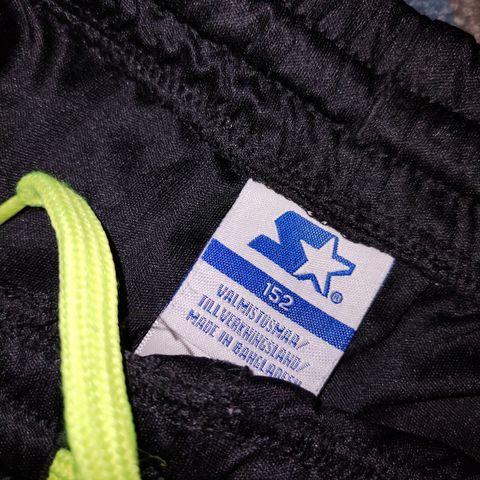 ®
152
VALMISTUSMAA/
TILLVERKNINGSLAND/
MADE IN BANGLADESH